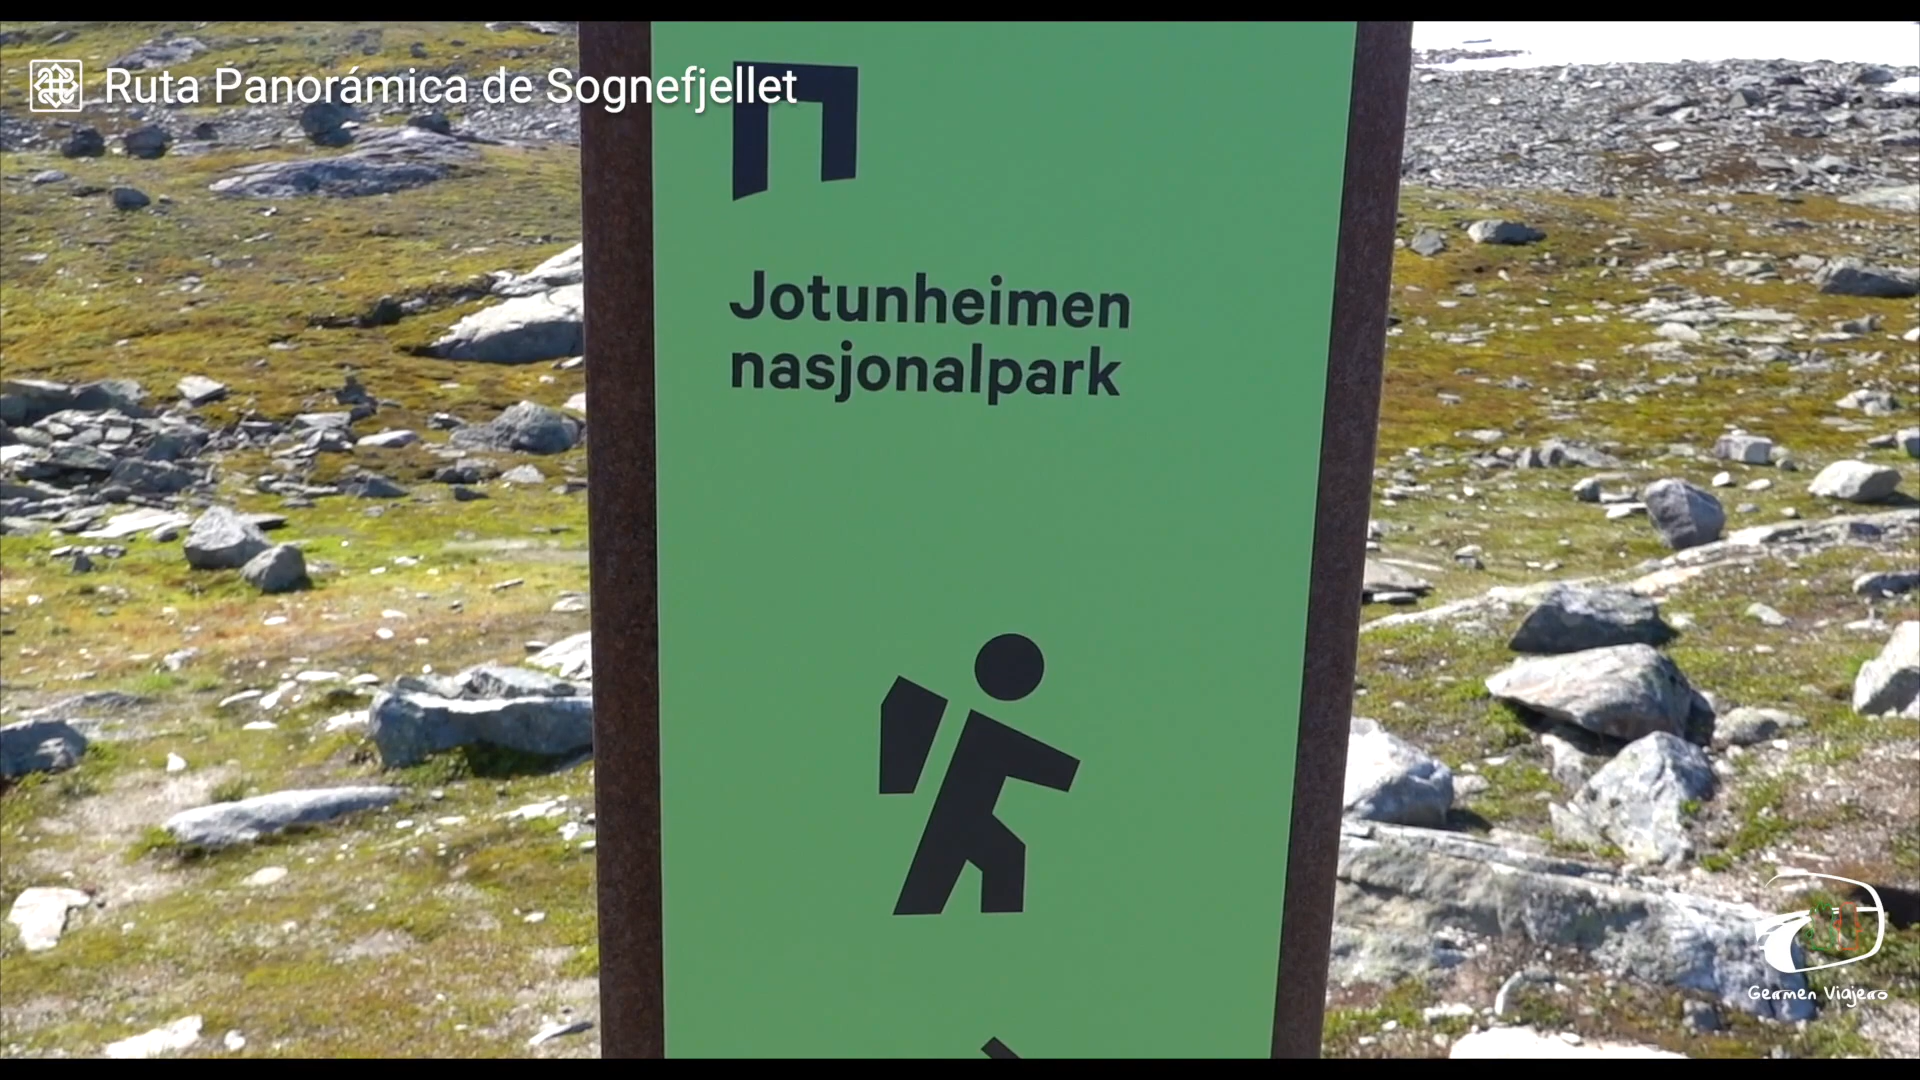 Ruta Panorámica de Sognefjellet
Jotunheimen
nasjonalpark
Germen Viajero